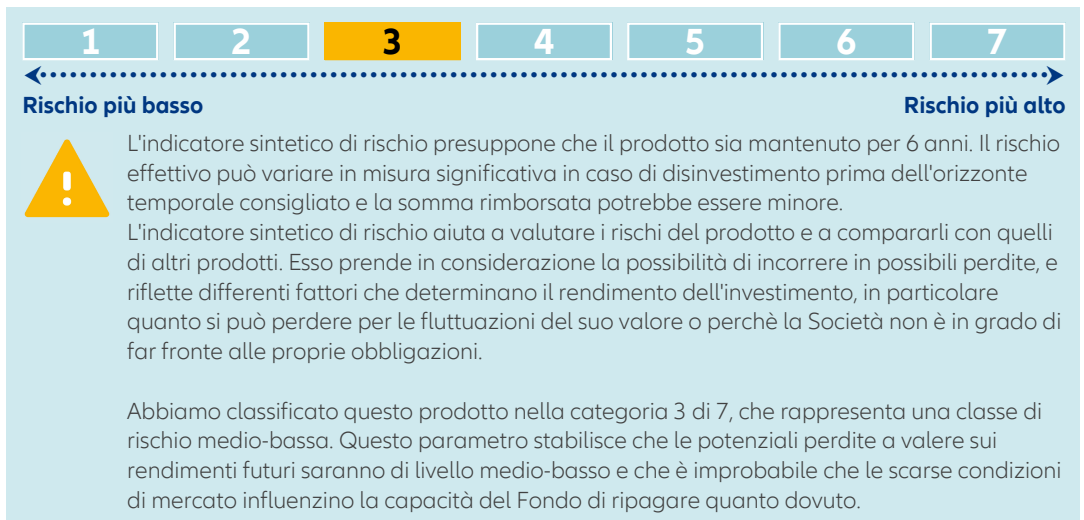 1 2 3 4 5 6 7
Rischio più basso Rischio più alto
L'indicatore sintetico di rischio presuppone che il prodotto sia mantenuto per 6 anni. Il rischio
effettivo può variare in misura significativa in caso di disinvestimento prima dell'orizzonte
temporale consigliato e la somma rimborsata potrebbe essere minore.
L'indicatore sintetico di rischio aiuta a valutare i rischi del prodotto e a compararli con quelli
di altri prodotti. Esso prende in considerazione la possibilità di incorrere in possibili perdite, e
riflette differenti fattori che determinano il rendimento dell'investimento, in particolare
quanto si può perdere per le fluttuazioni del suo valore o perchè la Società non è in grado di
far fronte alle proprie obbligazioni.
Abbiamo classificato questo prodotto nella categoria 3 di 7, che rappresenta una classe di
rischio medio-bassa. Questo parametro stabilisce che le potenziali perdite a valere sui
rendimenti futuri saranno di livello medio-basso e che è improbabile che le scarse condizioni
di mercato influenzino la capacità del Fondo di ripagare quanto dovuto.